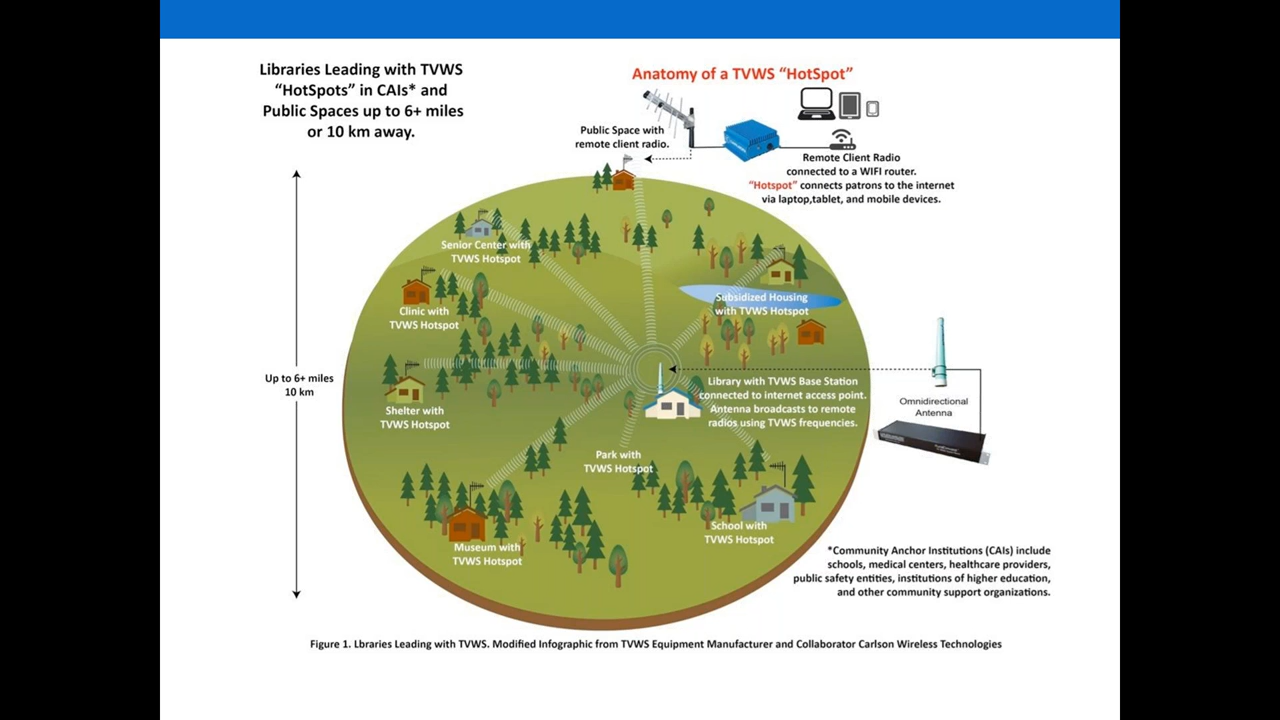 Libraries Leading with TVWS
“HotSpots” in CAIs* and
Public Spaces up to 6+ miles
or 10 km away.
Anatomy of a TVWS “HotSpot”
Public Space with
remote client radio.
Remote Client Radio
connected to a WIFI router.
“Hotspot” connects patrons to the internet
via laptop,tablet, and mobile devices.
Senior Center with
TVWS Hotspot
Clinic with
TVWS Hotspot
Subsidized Housing
with TVWS Hotspot
Up to 6+ miles
10 km
Shelter with
TVWS Hotspot
Library with TVWS Base Station
connected to internet access point.
Antenna broadcasts to remote
radios using TVWS frequencies.
Omnidirectional
Antenna
Park with
TVWS Hotspot
School with
TVWS Hotspot
Museum with
TVWS Hotspot
*Community Anchor Institutions (CAIs) include
schools, medical centers, healthcare providers,
public safety entities, institutions of higher education,
and other community support organizations.
Figure 1. Lbraries Leading with TVWS. Modified Infographic from TVWS Equipment Manufacturer and Collaborator Carlson Wireless Technologies